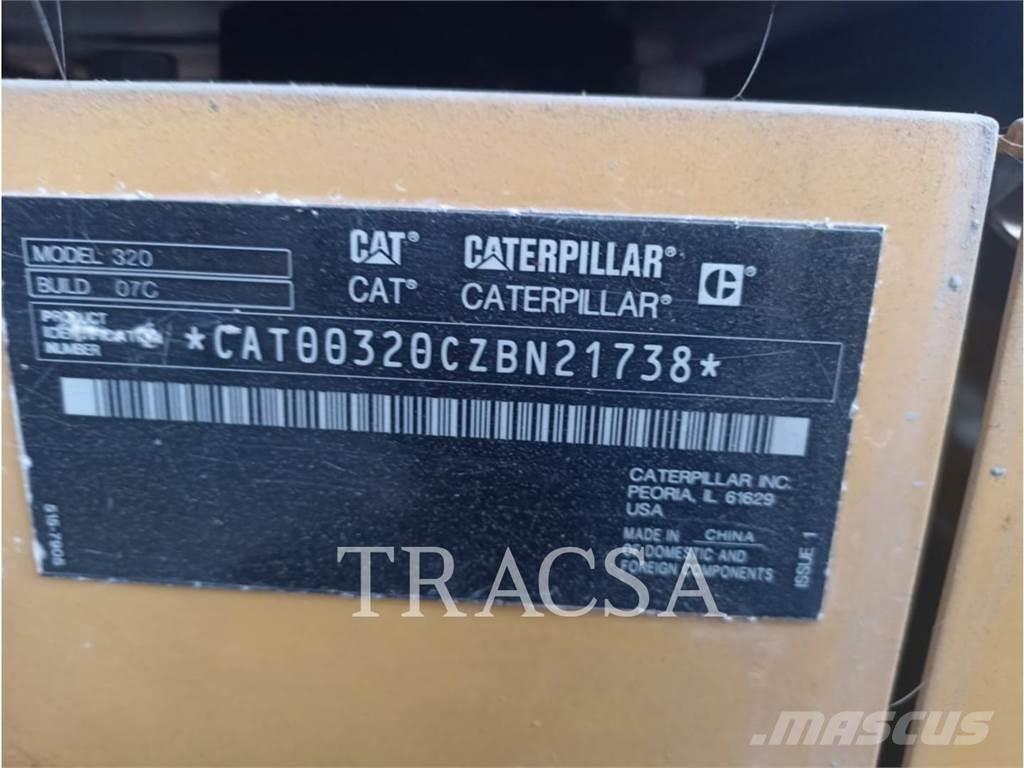 MODEL 320
BUILD 07C
CAT® CATERPILLAR® C®
CAT® CATERPILLAR®
PRODUCT
IDENTIFICATION
NUMBER
*CAT00320CZBN21738*
CATERPILLAR INC.
PEORIA, IL 61629
USA
MADE IN CHINA
OF DOMESTIC AND
FOREIGN COMPONENTS
ISSUE 1
TRACSA
MASCUS